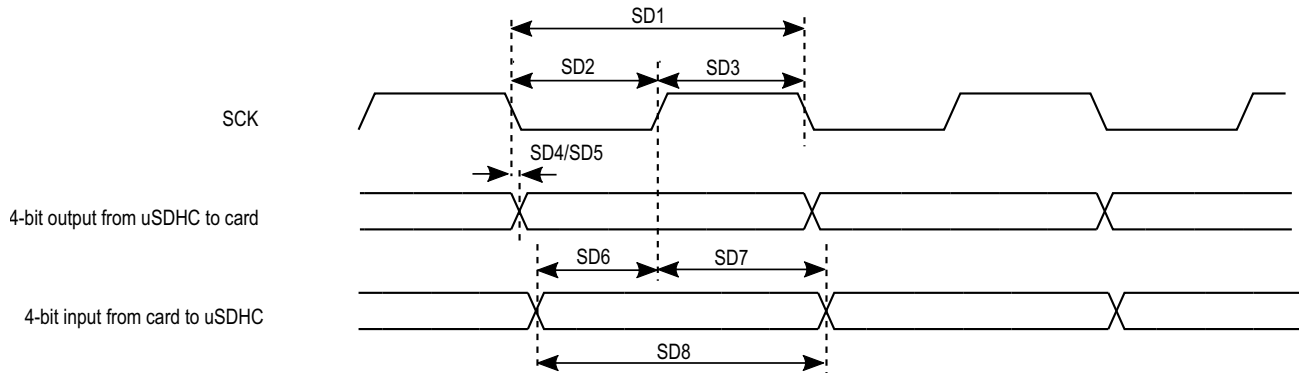 SD1
SD2
SD3
SCK
SD4/SD5
4-bit output from uSDHC to card
SD6
SD7
4-bit input from card to uSDHC
SD8